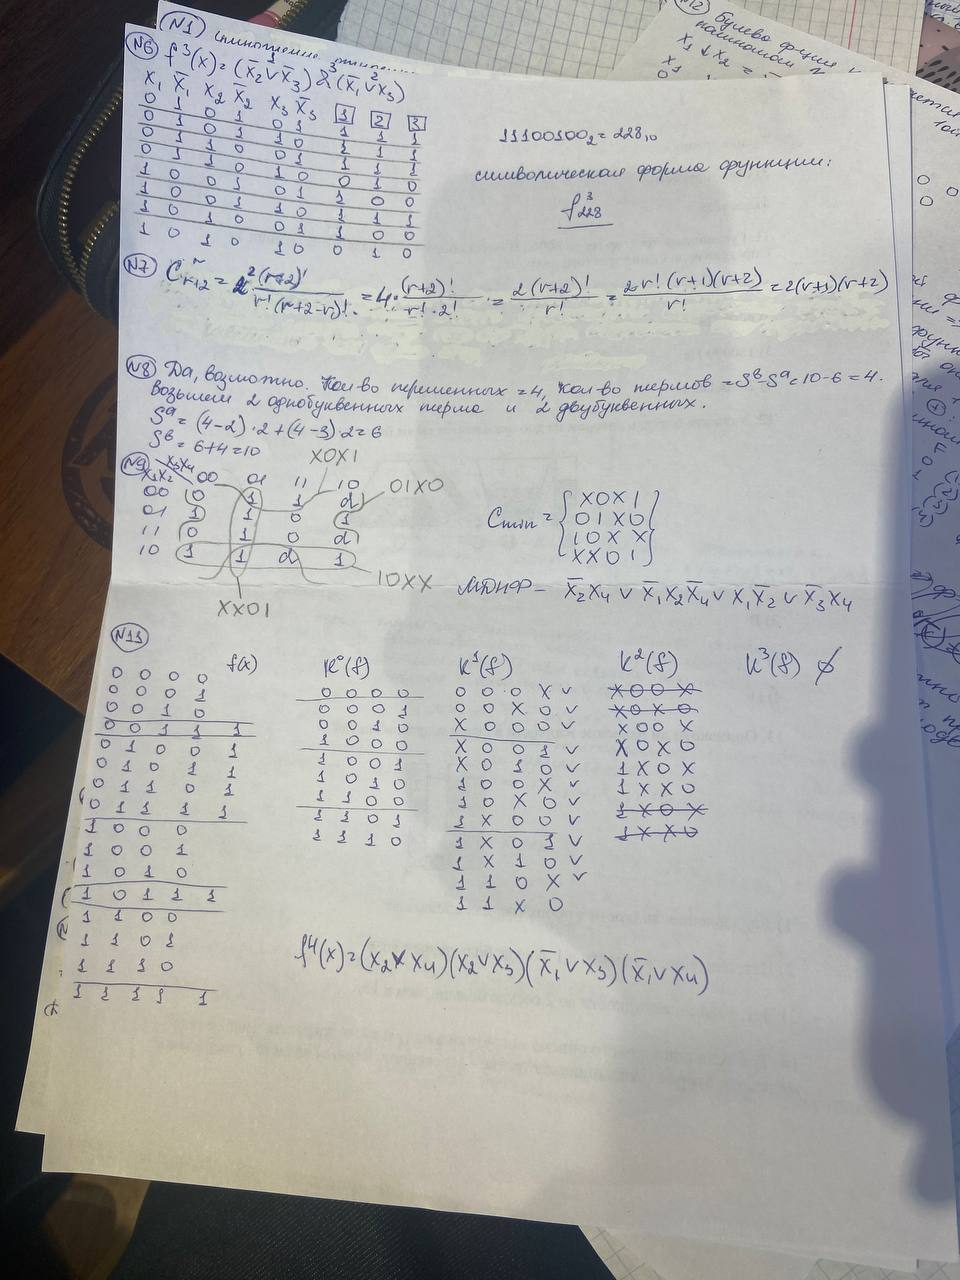 N1
N2 Булева
x₁ ↓ x₂ =
N6 f³(x) = (x̄₂ ∨ x̄₃) & (x̄₁ ∨ x₃)
x₁ x̄₁ x₂ x̄₂ x₃ x̄₃ 1 2 3
0 1 0 1 0 1 1 1 1
0 1 0 1 1 0 1 1 1
0 1 1 0 0 1 1 1 1
0 1 1 0 1 0 0 1 0
1 0 0 1 0 1 1 0 0
1 0 0 1 1 0 1 1 1
1 0 1 0 0 1 1 0 0
1 0 1 0 1 0 0 1 0
11100100₂ = 228₁₀
символическая форма функции:
f³₂₂₈
N7 C^r_{r+2} = 2²(r+2)! / r!(r+2-r)! = 4·(r+2)! / r!·2! = 2(r+2)! / r! = 2r!(r+1)(r+2) / r! = 2(r+1)(r+2)
N8 Да, возможно. Кол-во переменных = 4, кол-во термов = S^b - S^a = 10 - 6 = 4.
Возьмем 2 однобуквенных терма и 2 двубуквенных.
S^a = (4-2)·2 + (4-3)·2 = 6
S^b = 6+4 = 10
N9 x₃x₄
x₁x₂ 00 01 11 10
00 0 1 1 d
01 1 1 0 1
11 0 1 0 d
10 1 1 d 1
X0X1
01X0
10XX
XX01
Cmin = { X0X1
01X0
10XX
XX01 }
МДНФ – x̄₂x₄ ∨ x̄₁x₂x̄₄ ∨ x₁x̄₂ ∨ x̄₃x₄
N11
f(x)
0 0 0 0
0 0 0 1
0 0 1 0
0 0 1 1 1
0 1 0 0 1
0 1 0 1 1
0 1 1 0 1
0 1 1 1 1
1 0 0 0
1 0 0 1
1 0 1 0
1 0 1 1 1
1 1 0 0
1 1 0 1
1 1 1 0
1 1 1 1 1
K⁰(f)
0 0 0 0
0 0 0 1
0 0 1 0
1 0 0 0
1 0 0 1
1 0 1 0
1 1 0 0
1 1 0 1
1 1 1 0
K¹(f)
0 0 0 X ∨
0 0 X 0 ∨
X 0 0 0 ∨
X 0 0 1 ∨
X 0 1 0 ∨
1 0 0 X ∨
1 0 X 0 ∨
1 X 0 0 ∨
1 X 0 1 ∨
1 X 1 0 ∨
1 1 0 X ∨
1 1 X 0
K²(f)
X 0 0 X
X 0 X 0
X 0 0 X
X 0 X 0
1 X 0 X
1 X X 0
1 X 0 X
1 X X 0
K³(f) ∅
f⁴(x) = (x₂ ∨ x₄)(x₂ ∨ x₃)(x̄₁ ∨ x₃)(x̄₁ ∨ x₄)